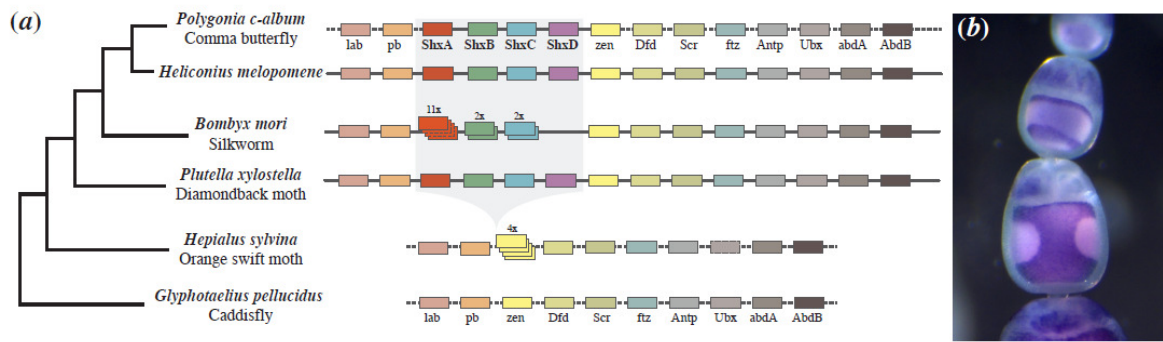 (a)
Polygonia c-album
Comma butterfly
lab pb ShxA ShxB ShxC ShxD zen Dfd Scr ftz Antp Ubx abdA AbdB
Heliconius melopomene
11x 2x 2x
Bombyx mori
Silkworm
Plutella xylostella
Diamondback moth
4x
Hepialus sylvina
Orange swift moth
Glyphotaelius pellucidus
Caddisfly
lab pb zen Dfd Scr ftz Antp Ubx abdA AbdB
(b)